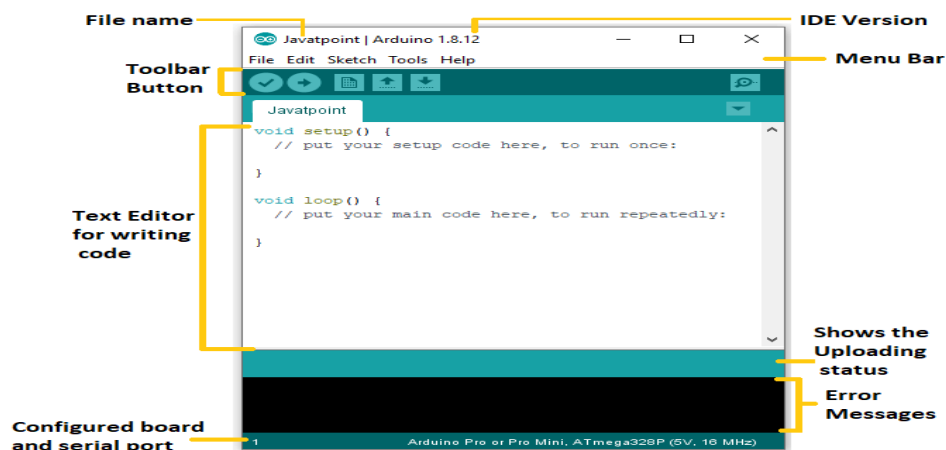 File name
IDE Version
Javatpoint | Arduino 1.8.12
File Edit Sketch Tools Help
Menu Bar
Toolbar
Button
Javatpoint
void setup() {
// put your setup code here, to run once:
}
void loop() {
// put your main code here, to run repeatedly:
}
Text Editor
for writing
code
Shows the
Uploading
status
Error
Messages
Configured board
and serial port
1
Arduino Pro or Pro Mini, ATmega328P (5V, 16 MHz)